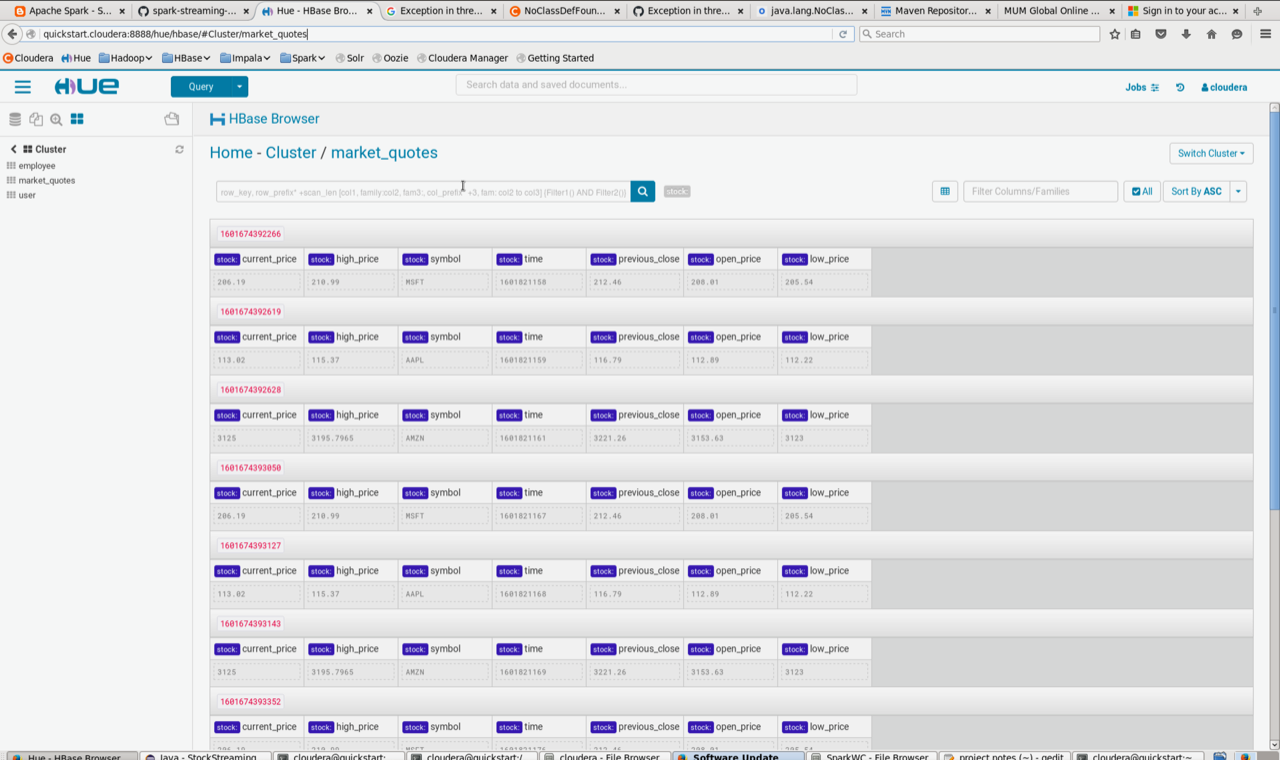 Apache Spark - S... × spark-streaming-... × Hue - HBase Bro... × Exception in thre... × NoClassDefFoun... × Exception in thre... × java.lang.NoClas... × Maven Repositor... × MUM Global Online ... × Sign in to your ac... ×
quickstart.cloudera:8888/hue/hbase/#Cluster/market_quotes Search
Cloudera Hue Hadoop HBase Impala Spark Solr Oozie Cloudera Manager Getting Started
HUE Query Search data and saved documents... Jobs cloudera
HBase Browser
Cluster
employee
market_quotes
user
Home - Cluster / market_quotes Switch Cluster
row_key, row_prefix* +scan_len [col1, family:col2, fam3:, col_prefix* +3, fam: col2 to col3] {Filter1() AND Filter2()} stock: Filter Columns/Families All Sort By ASC
1601674392266
stock: current_price stock: high_price stock: symbol stock: time stock: previous_close stock: open_price stock: low_price
206.19 210.99 MSFT 1601821158 212.46 208.01 205.54
1601674392619
stock: current_price stock: high_price stock: symbol stock: time stock: previous_close stock: open_price stock: low_price
113.02 115.37 AAPL 1601821159 116.79 112.89 112.22
1601674392628
stock: current_price stock: high_price stock: symbol stock: time stock: previous_close stock: open_price stock: low_price
3125 3195.7965 AMZN 1601821161 3221.26 3153.63 3123
1601674393050
stock: current_price stock: high_price stock: symbol stock: time stock: previous_close stock: open_price stock: low_price
206.19 210.99 MSFT 1601821167 212.46 208.01 205.54
1601674393127
stock: current_price stock: high_price stock: symbol stock: time stock: previous_close stock: open_price stock: low_price
113.02 115.37 AAPL 1601821168 116.79 112.89 112.22
1601674393143
stock: current_price stock: high_price stock: symbol stock: time stock: previous_close stock: open_price stock: low_price
3125 3195.7965 AMZN 1601821169 3221.26 3153.63 3123
1601674393352
stock: current_price stock: high_price stock: symbol stock: time stock: previous_close stock: open_price stock: low_price
Hue - HBase Bro... Java - StockStreaming... cloudera@quickstart:... cloudera@quickstart:/... cloudera - File Browser Software Update SparkWC - File Browser project notes (~) - gedit cloudera@quickstart:~